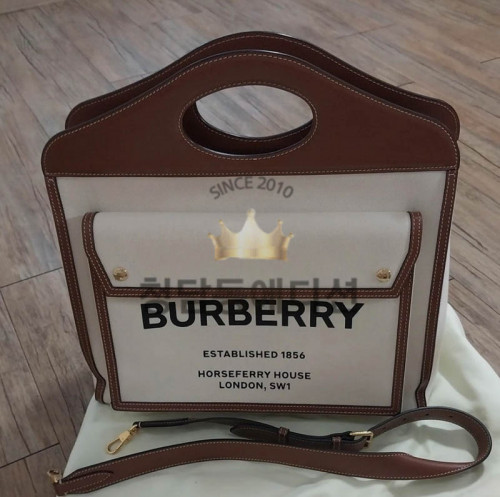 SINCE 2010
BURBERRY
ESTABLISHED 1856
HORSEFERRY HOUSE
LONDON, SW1